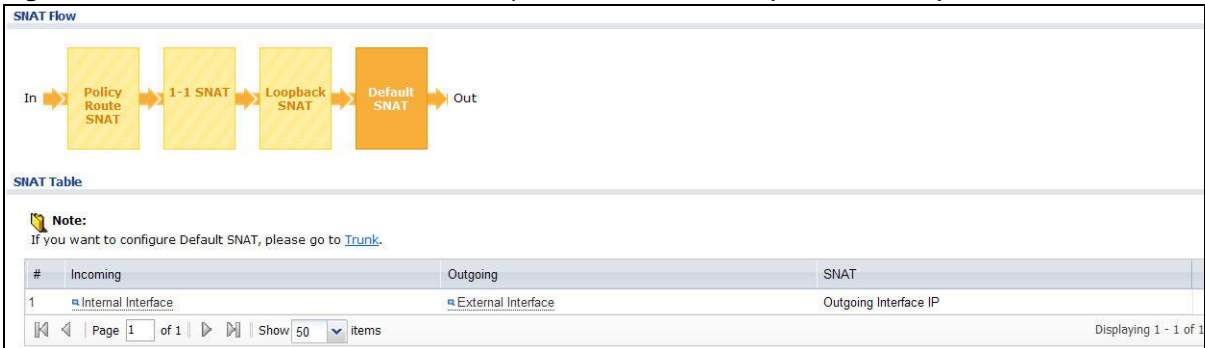 SNAT Flow
In
Policy
Route
SNAT
1-1 SNAT
Loopback
SNAT
Default
SNAT
Out
SNAT Table
Note:
If you want to configure Default SNAT, please go to Trunk.
# Incoming Outgoing SNAT
1 Internal Interface External Interface Outgoing Interface IP
Page 1 of 1 Show 50 items Displaying 1 - 1 of 1